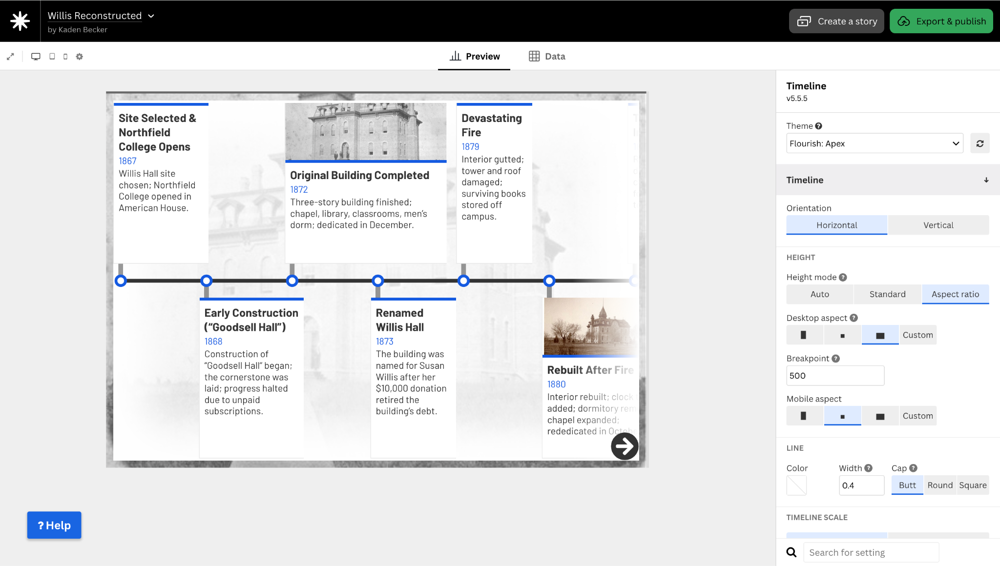 Willis Reconstructed
by Kaden Becker
Create a story
Export & publish
Preview
Data
Site Selected &
Northfield
College Opens
1867
Willis Hall site
chosen; Northfield
College opened in
American House.
Original Building Completed
1872
Three-story building finished;
chapel, library, classrooms, men's
dorm; dedicated in December.
Devastating
Fire
1879
Interior gutted;
tower and roof
damaged;
surviving books
stored off
campus.
Early Construction
(“Goodsell Hall”)
1868
Construction of
“Goodsell Hall” began;
the cornerstone was
laid; progress halted
due to unpaid
subscriptions.
Renamed
Willis Hall
1873
The building was
named for Susan
Willis after her
$10,000 donation
retired the
building’s debt.
Rebuilt After Fire
1880
Interior rebuilt; clock
added; dormitory rem
chapel expanded;
rededicated in Octobe
? Help
Timeline
v5.5.5
Theme ?
Flourish: Apex
Timeline
Orientation
Horizontal
Vertical
HEIGHT
Height mode ?
Auto
Standard
Aspect ratio
Desktop aspect ?
Custom
Breakpoint ?
500
Mobile aspect
Custom
LINE
Color
Width ?
Cap ?
0.4
Butt
Round
Square
TIMELINE SCALE
Search for setting